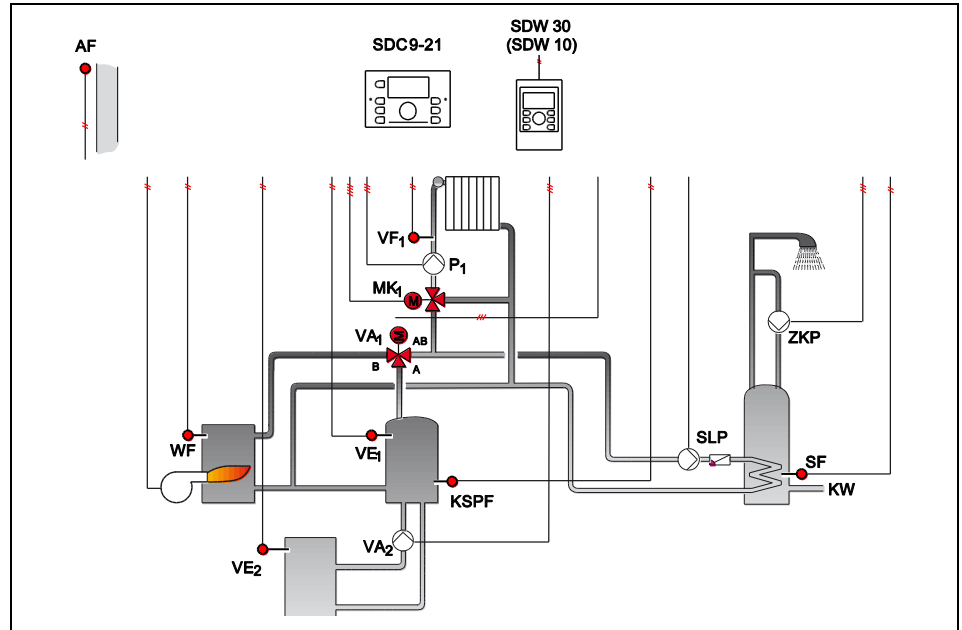 AF
SDC9-21
SDW 30
(SDW 10)
VF1
P1
MK1
M
VA1
M
AB
B
A
ZKP
WF
VE1
KSPF
SLP
SF
KW
VA2
VE2